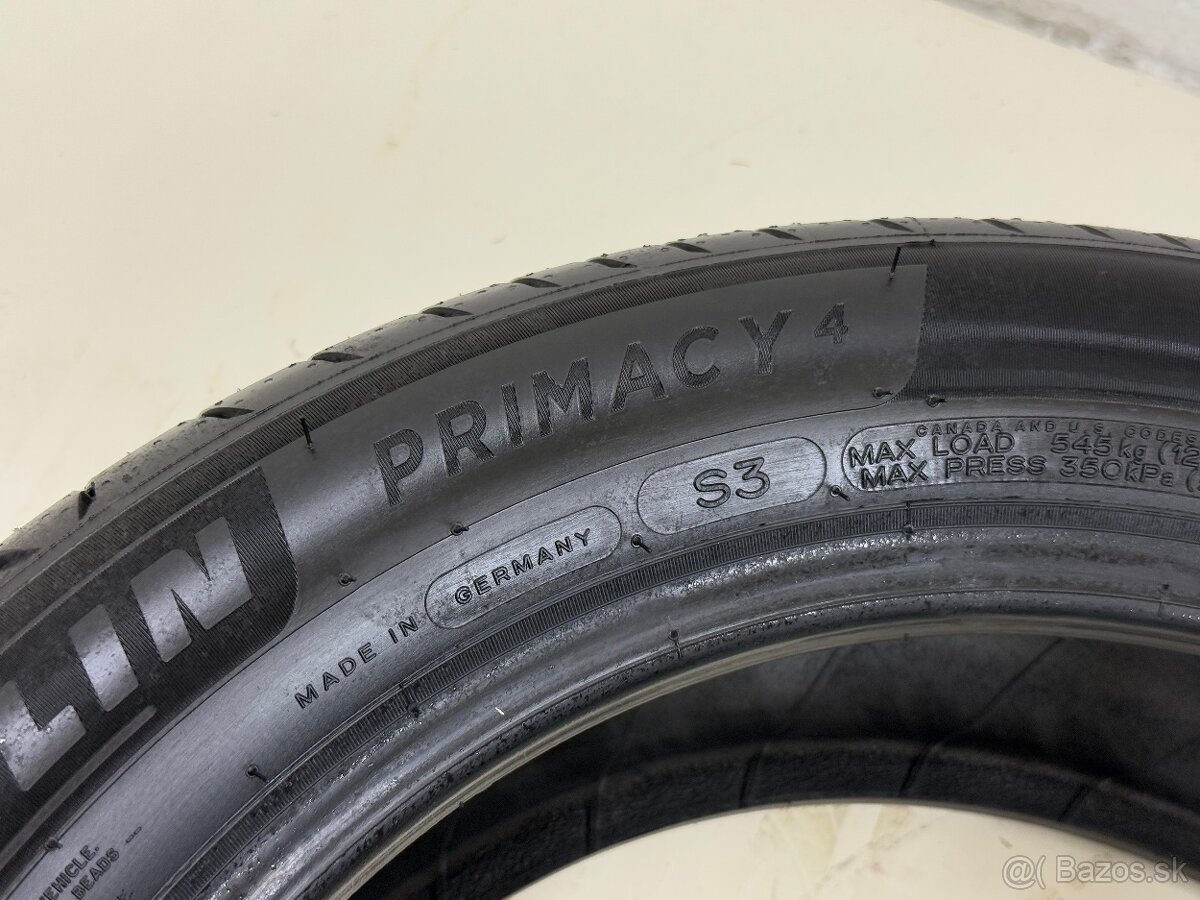 LIN
PRIMACY 4
CANADA AND U.S. CODES
MAX LOAD 545 kg (12
MAX PRESS 350 kPa (
S3
MADE IN GERMANY
VEHICLE.
BEADS
@( Bazos.sk